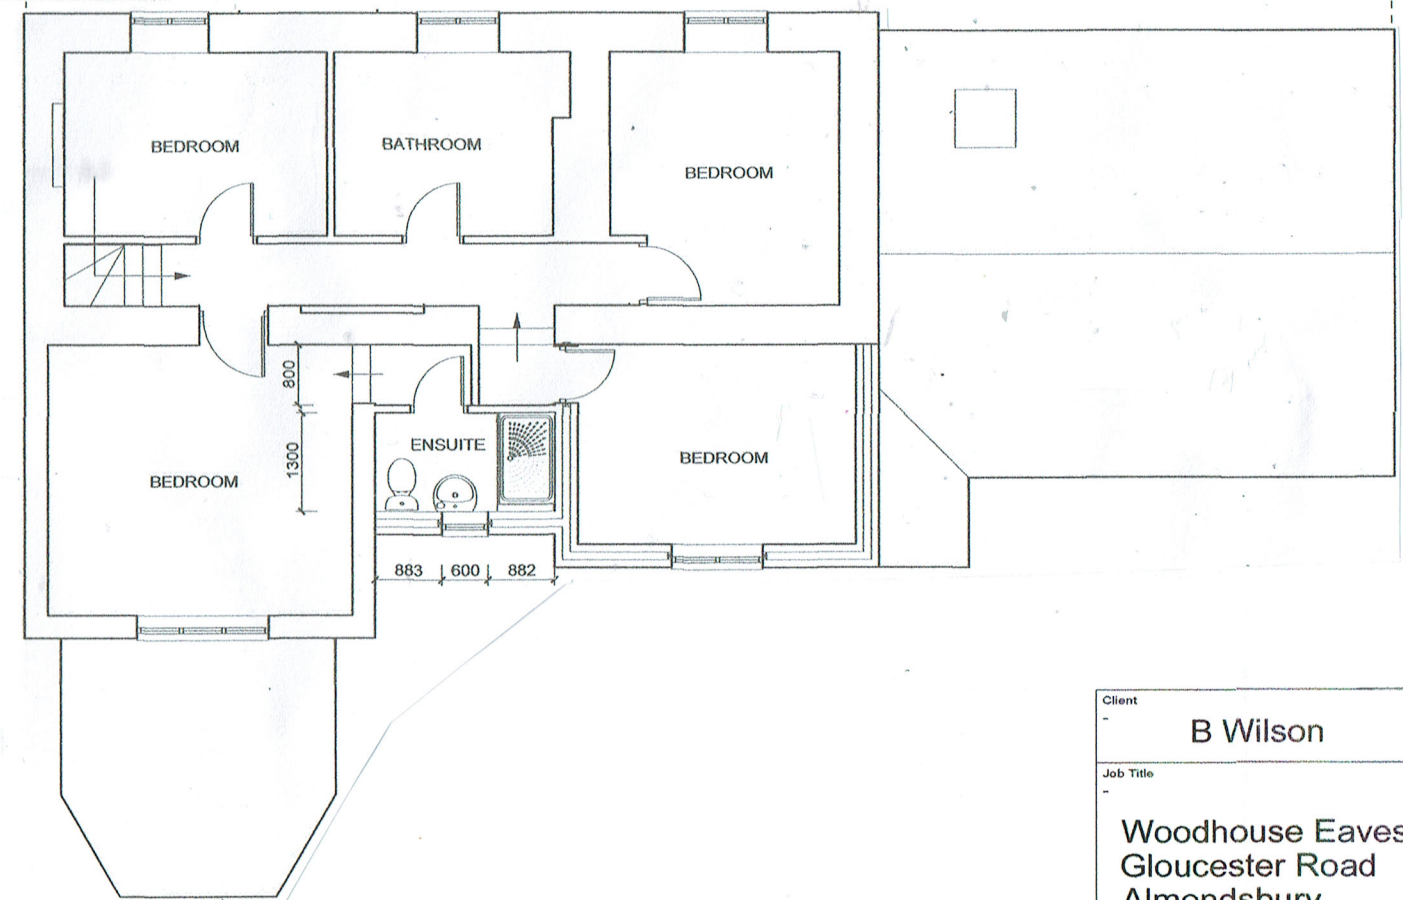 BEDROOM
BATHROOM
BEDROOM
800
1300
ENSUITE
BEDROOM
BEDROOM
883 600 882
Client
-
B Wilson
Job Title
-
Woodhouse Eaves
Gloucester Road
Almondsbury